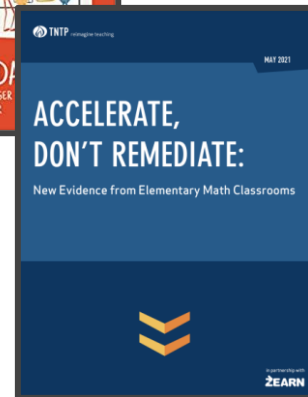 TNTP reimagine teaching
MAY 2021
ACCELERATE,
DON'T REMEDIATE:
New Evidence from Elementary Math Classrooms
in partnership with
ZEARN